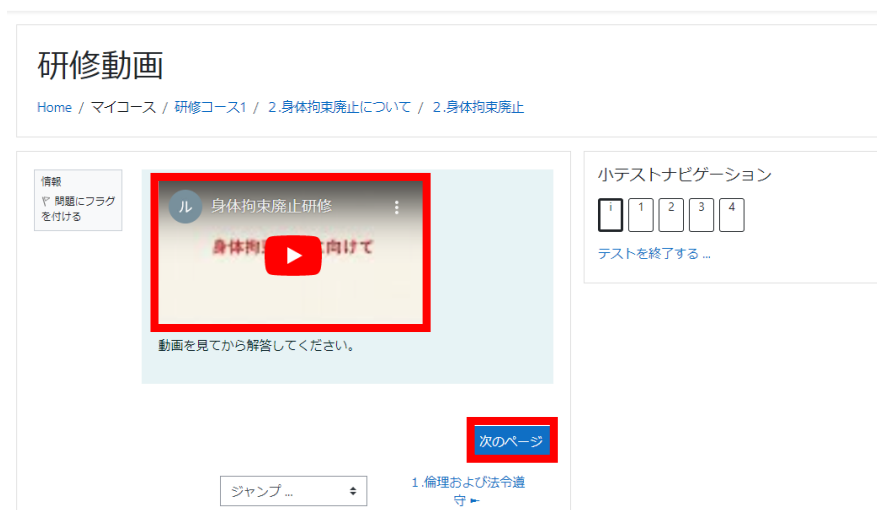 研修動画
Home / マイコース / 研修コース1 / 2.身体拘束廃止について / 2.身体拘束廃止
情報
問題にフラグ
を付ける
ル 身体拘束廃止研修
身体拘 向けて
動画を見てから解答してください。
次のページ
ジャンプ ...
1.倫理および法令遵
守 ►
小テストナビゲーション
i 1 2 3 4
テストを終了する ...